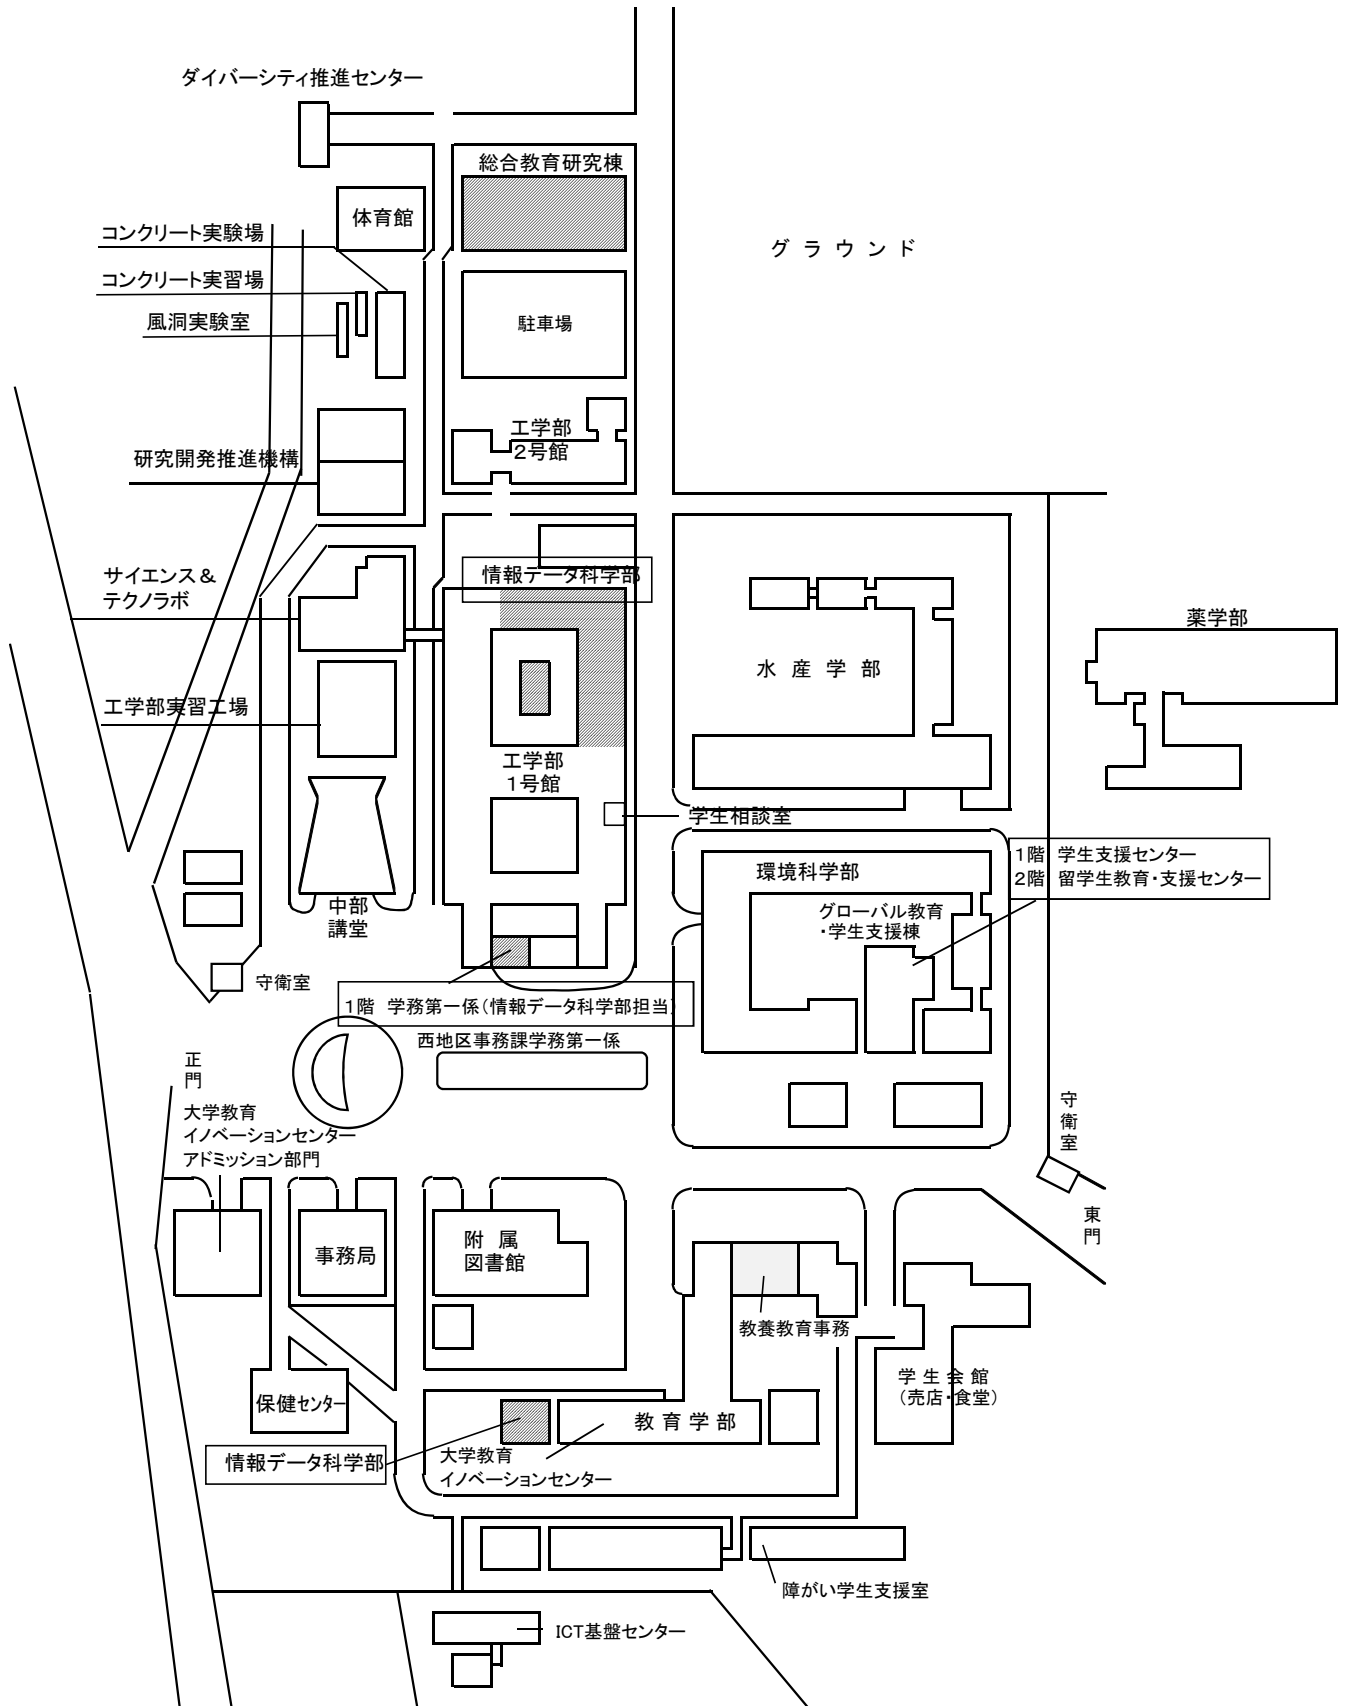 ダイバーシティ推進センター
総合教育研究棟
体育館
コンクリート実験場
グラウンド
コンクリート実習場
風洞実験室
駐車場
工学部
２号館
研究開発推進機構
サイエンス＆
テクノラボ
情報データ科学部
薬学部
水産学部
工学部実習工場
工学部
１号館
学生相談室
1階 学生支援センター
2階 留学生教育・支援センター
環境科学部
グローバル教育
・学生支援棟
中部
講堂
守衛室
1階 学務第一係（情報データ科学部担当）
西地区事務課学務第一係
正門
大学教育
イノベーションセンター
アドミッション部門
守衛室
東門
事務局
附属
図書館
教養教育事務
学生会館
（売店・食堂）
保健センター
教育学部
情報データ科学部
大学教育
イノベーションセンター
障がい学生支援室
ICT基盤センター